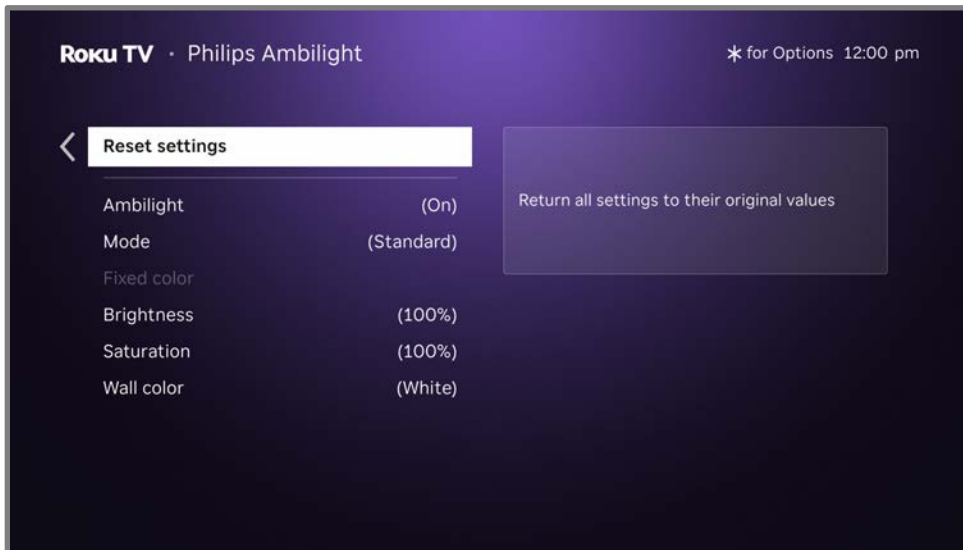 Roku TV · Philips Ambilight
* for Options 12:00 pm
Reset settings
Return all settings to their original values
Ambilight (On)
Mode (Standard)
Fixed color
Brightness (100%)
Saturation (100%)
Wall color (White)